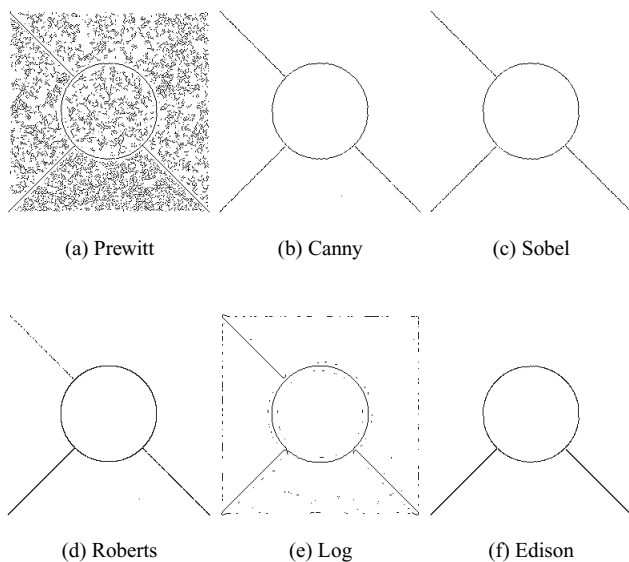 (a) Prewitt
(b) Canny
(c) Sobel
(d) Roberts
(e) Log
(f) Edison